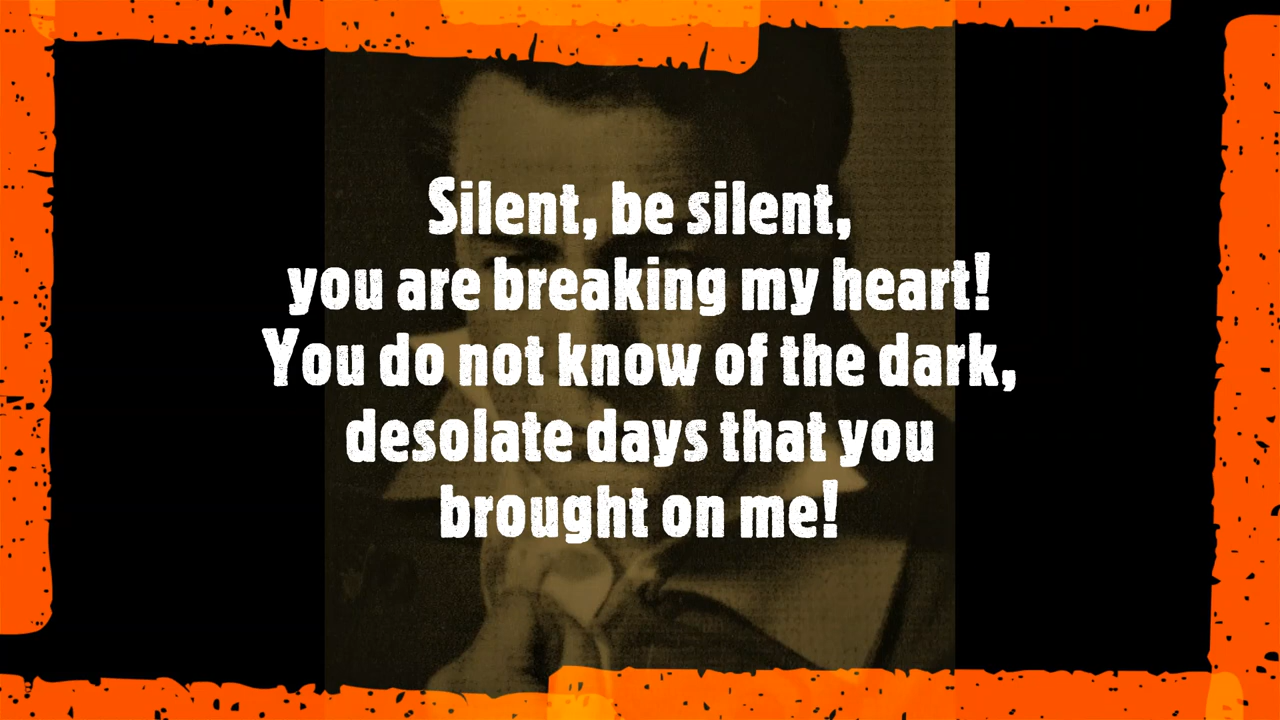 Silent, be silent,
you are breaking my heart!
You do not know of the dark,
desolate days that you
brought on me!